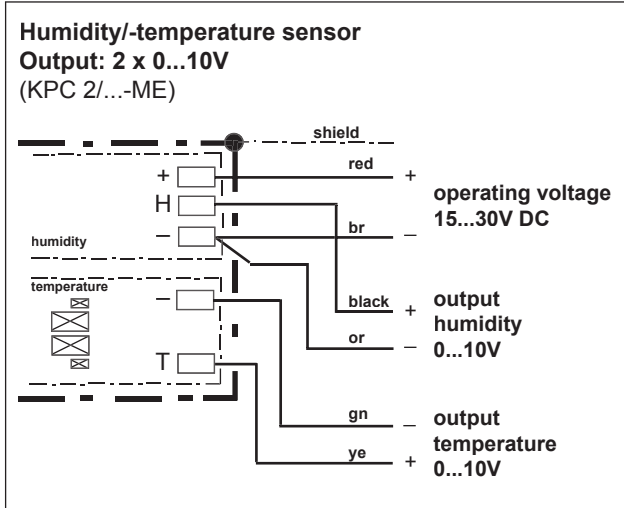 Humidity/-temperature sensor
Output: 2 x 0...10V
(KPC 2/...-ME)
shield
red
+
+
operating voltage
15...30V DC
H
br
–
–
humidity
temperature
–
black
+
output
humidity
0...10V
or
–
T
gn
–
output
temperature
0...10V
ye
+